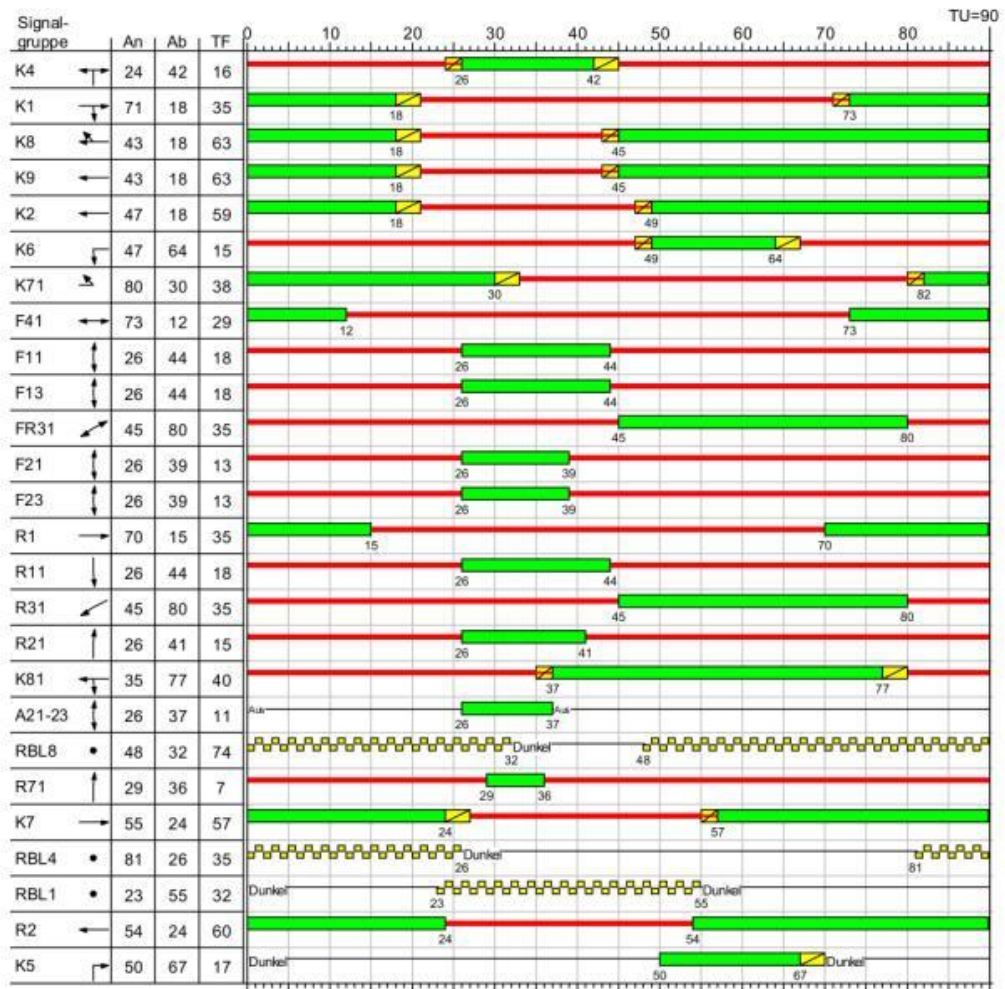 TU=90
Signal-
gruppe An Ab TF 0 10 20 30 40 50 60 70 80
K4 24 42 16
26 42
K1 71 18 35
18 73
K8 43 18 63
18 45
K9 43 18 63
18 45
K2 47 18 59
18 49
K6 47 64 15
49 64
K71 80 30 38
30 82
F41 73 12 29
12 73
F11 26 44 18
26 44
F13 26 44 18
26 44
FR31 45 80 35
45 80
F21 26 39 13
26 39
F23 26 39 13
26 39
R1 70 15 35
15 70
R11 26 44 18
26 44
R31 45 80 35
45 80
R21 26 41 15
26 41
K81 35 77 40
37 77
A21-23 26 37 11 Aus Aus
26 37
RBL8 48 32 74 Dunkel
32 48
R71 29 36 7
29 36
K7 55 24 57
24 57
RBL4 81 26 35 Dunkel
26 81
RBL1 23 55 32 Dunkel Dunkel
23 55
R2 54 24 60
24 54
K5 50 67 17 Dunkel Dunkel
50 67